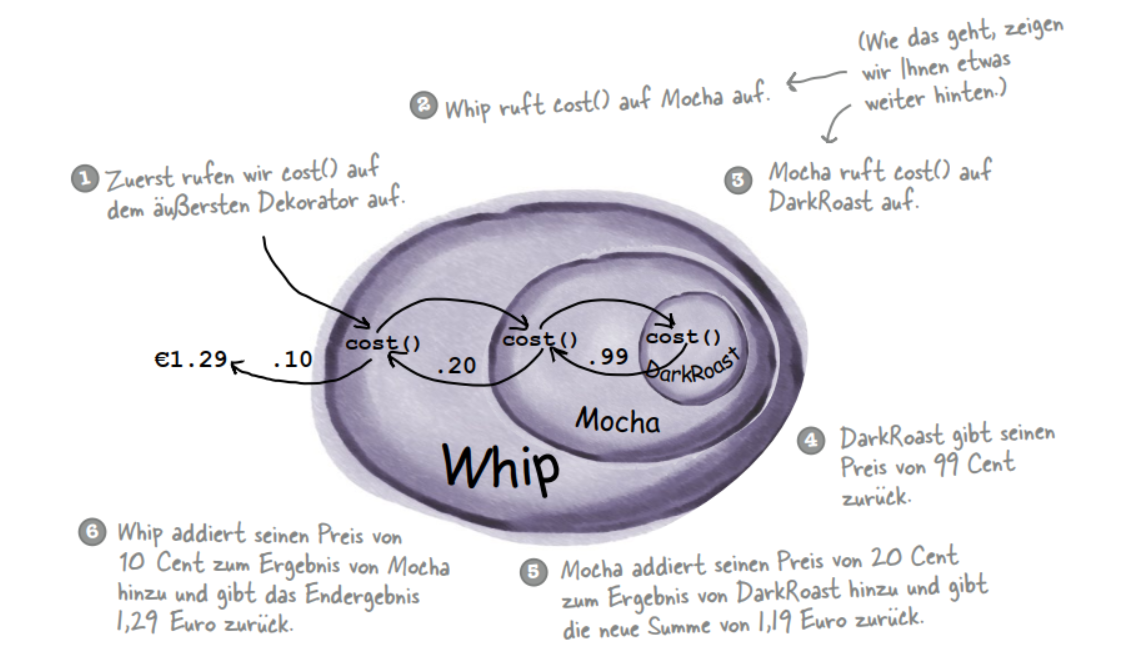 (Wie das geht, zeigen
wir Ihnen etwas
weiter hinten.)
2 Whip ruft cost() auf Mocha auf.
1 Zuerst rufen wir cost() auf
dem äußersten Dekorator auf.
3 Mocha ruft cost() auf
DarkRoast auf.
cost() cost() cost()
€1.29 .10 .20 .99 DarkRoast
Mocha
Whip
4 DarkRoast gibt seinen
Preis von 99 Cent
zurück.
6 Whip addiert seinen Preis von
10 Cent zum Ergebnis von Mocha
hinzu und gibt das Endergebnis
1,29 Euro zurück.
5 Mocha addiert seinen Preis von 20 Cent
zum Ergebnis von DarkRoast hinzu und gibt
die neue Summe von 1,19 Euro zurück.